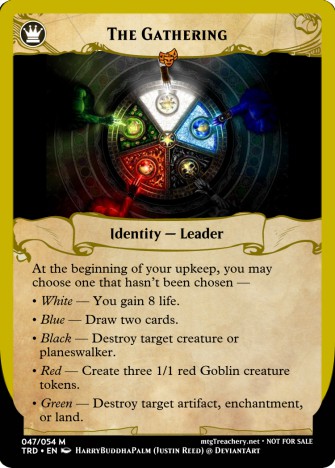 The Gathering
Identity — Leader
At the beginning of your upkeep, you may
choose one that hasn't been chosen —
• White — You gain 8 life.
• Blue — Draw two cards.
• Black — Destroy target creature or
planeswalker.
• Red — Create three 1/1 red Goblin creature
tokens.
• Green — Destroy target artifact, enchantment,
or land.
047/054 M
mtgTreachery.net • NOT FOR SALE
TRD • EN HarryBuddhaPalm (Justin Reed) @ DeviantArt